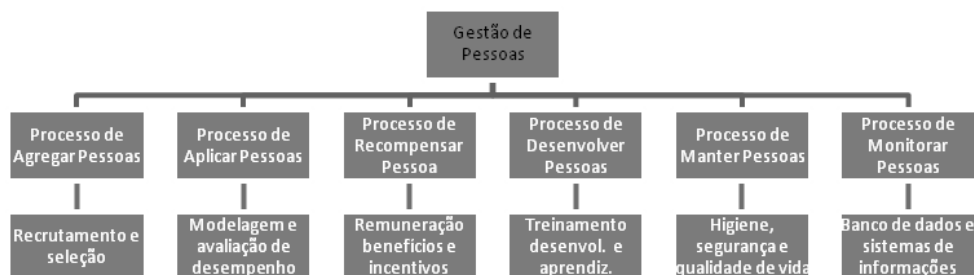 Gestão de
Pessoas
Processo de
Agregar Pessoas
Processo de
Aplicar Pessoas
Processo de
Recompensar
Pessoa
Processo de
Desenvolver
Pessoas
Processo de
Manter Pessoas
Processo de
Monitorar
Pessoas
Recrutamento e
seleção
Modelagem e
avaliação de
desempenho
Remuneração
benefícios e
incentivos
Treinamento
desenvol. e
aprendiz.
Higiene,
segurança e
qualidade de vida
Banco de dados e
sistemas de
informações